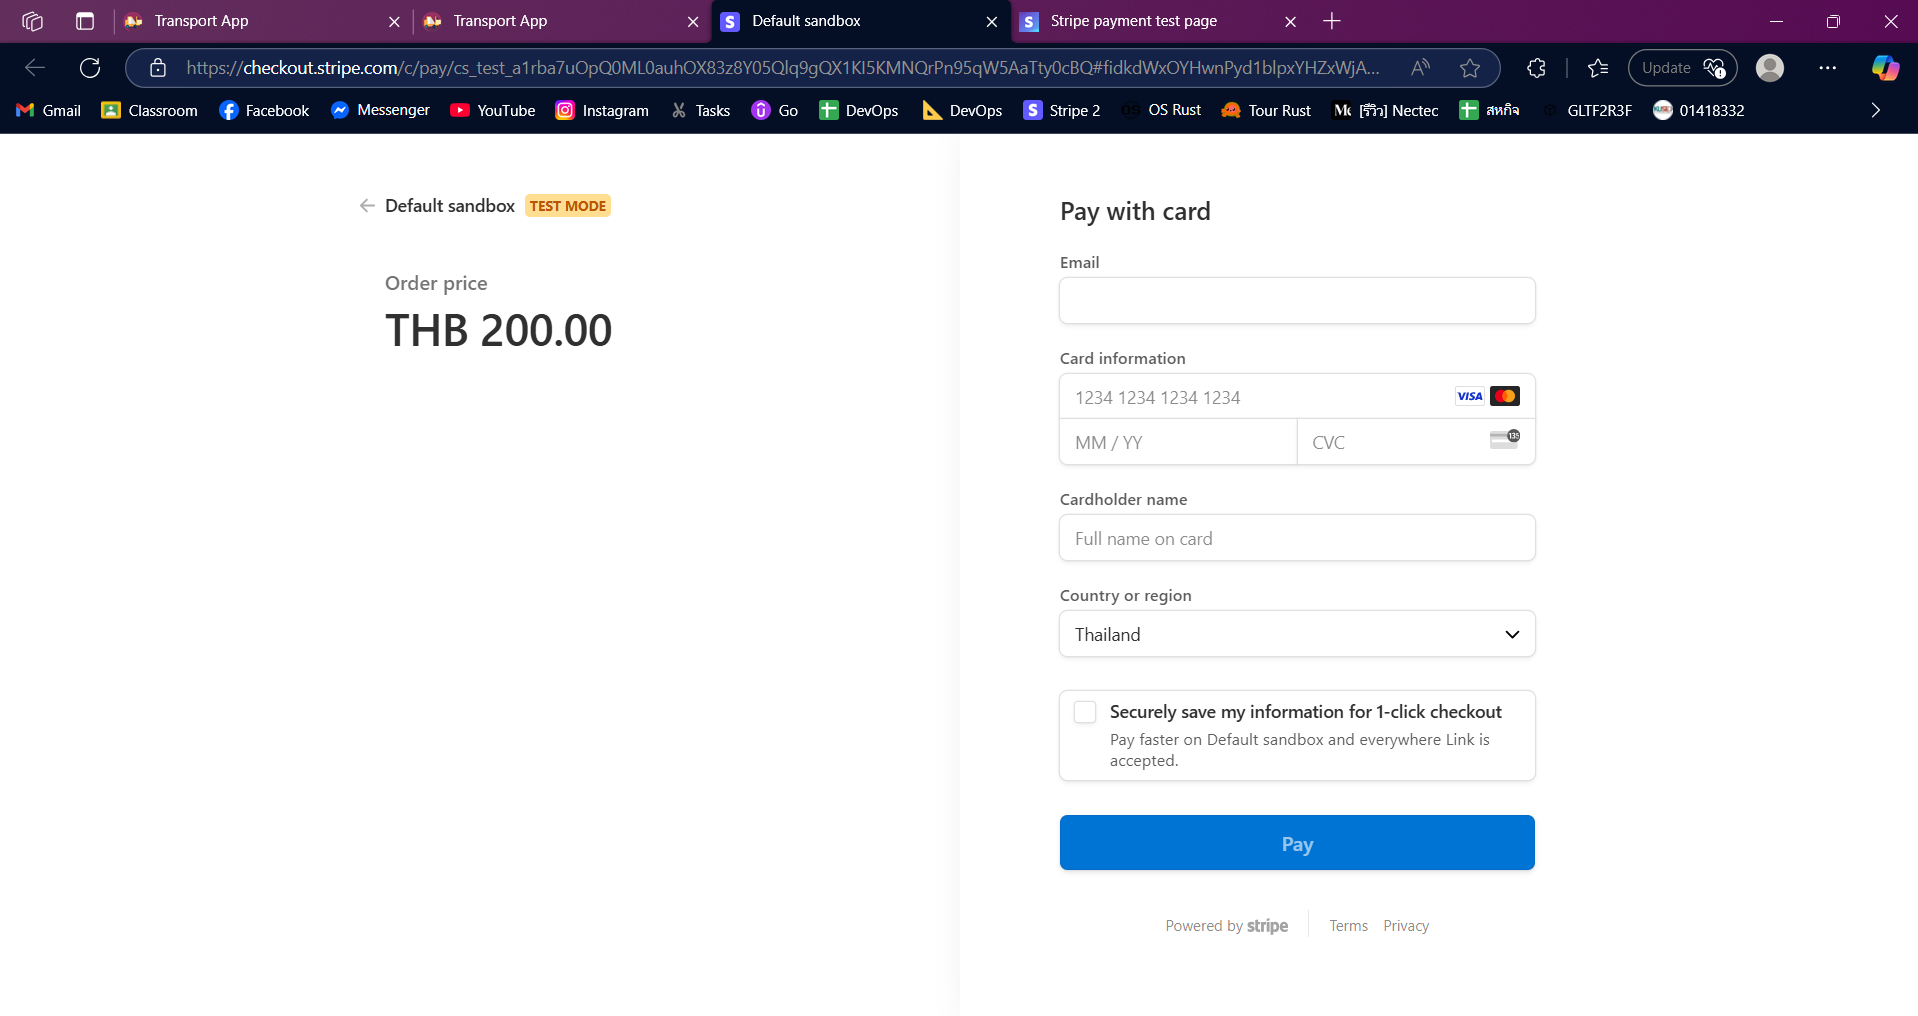 Transport App
Transport App
Default sandbox
Stripe payment test page
https://checkout.stripe.com/c/pay/cs_test_a1rba7uOpQ0ML0auhOX83z8Y05Qlq9gQX1KI5KMNQrPn95qW5AaTty0cBQ#fidkdWxOYHwnPyd1blpxYHZxWjA...
Update
Gmail
Classroom
Facebook
Messenger
YouTube
Instagram
Tasks
Go
DevOps
DevOps
Stripe 2
OS Rust
Tour Rust
[รีวิว] Nectec
สหกิจ
GLTF2R3F
01418332
Default sandbox TEST MODE
Order price
THB 200.00
Pay with card
Email
Card information
1234 1234 1234 1234
VISA
MM / YY
CVC
135
Cardholder name
Full name on card
Country or region
Thailand
Securely save my information for 1-click checkout
Pay faster on Default sandbox and everywhere Link is
accepted.
Pay
Powered by stripe
Terms Privacy